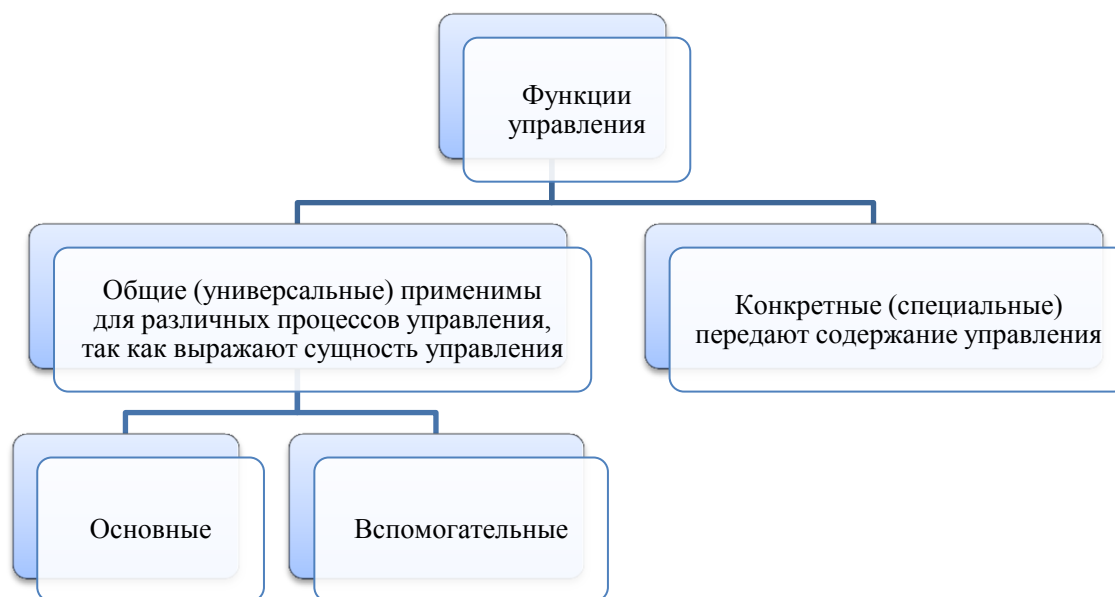 Функции
управления
Общие (универсальные) применимы
для различных процессов управления,
так как выражают сущность управления
Конкретные (специальные)
передают содержание управления
Основные
Вспомогательные